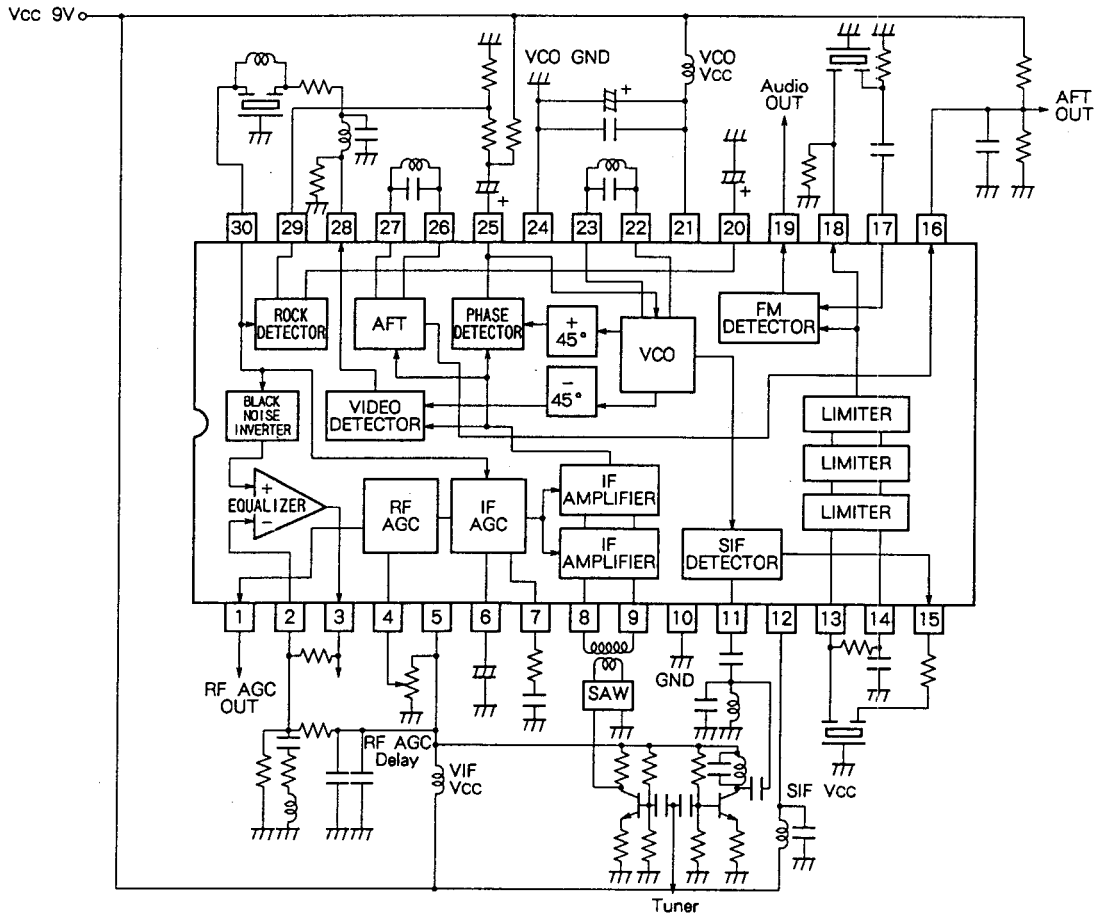 Vcc 9V
VCO GND
VCO
Vcc
Audio
OUT
AFT
OUT
30
29
28
27
26
25
24
23
22
21
20
19
18
17
16
ROCK
DETECTOR
AFT
PHASE
DETECTOR
+
45°
VCO
FM
DETECTOR
−
45°
BLACK
NOISE
INVERTER
VIDEO
DETECTOR
LIMITER
LIMITER
LIMITER
+
EQUALIZER
−
RF
AGC
IF
AGC
IF
AMPLIFIER
IF
AMPLIFIER
SIF
DETECTOR
1
2
3
4
5
6
7
8
9
10
11
12
13
14
15
RF AGC
OUT
RF AGC
Delay
VIF
Vcc
SAW
GND
SIF Vcc
Tuner
+
+
+